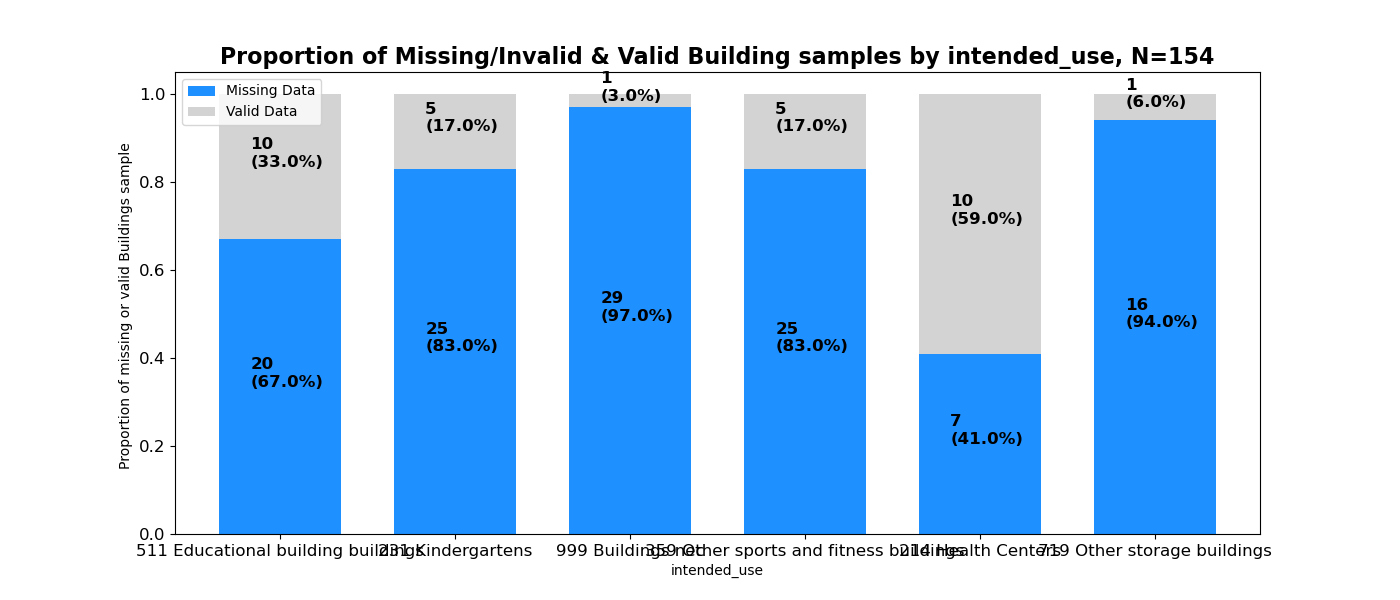 Proportion of Missing/Invalid & Valid Building samples by intended_use, N=154
Missing Data
Valid Data
Proportion of missing or valid Buildings sample
1.0
0.8
0.6
0.4
0.2
0.0
10
(33.0%)
20
(67.0%)
5
(17.0%)
25
(83.0%)
1
(3.0%)
29
(97.0%)
5
(17.0%)
25
(83.0%)
10
(59.0%)
7
(41.0%)
1
(6.0%)
16
(94.0%)
511 Educational building buildings
231 Kindergartens
999 Buildings
Other sports and fitness buildings
214 Health Centers
719 Other storage buildings
intended_use